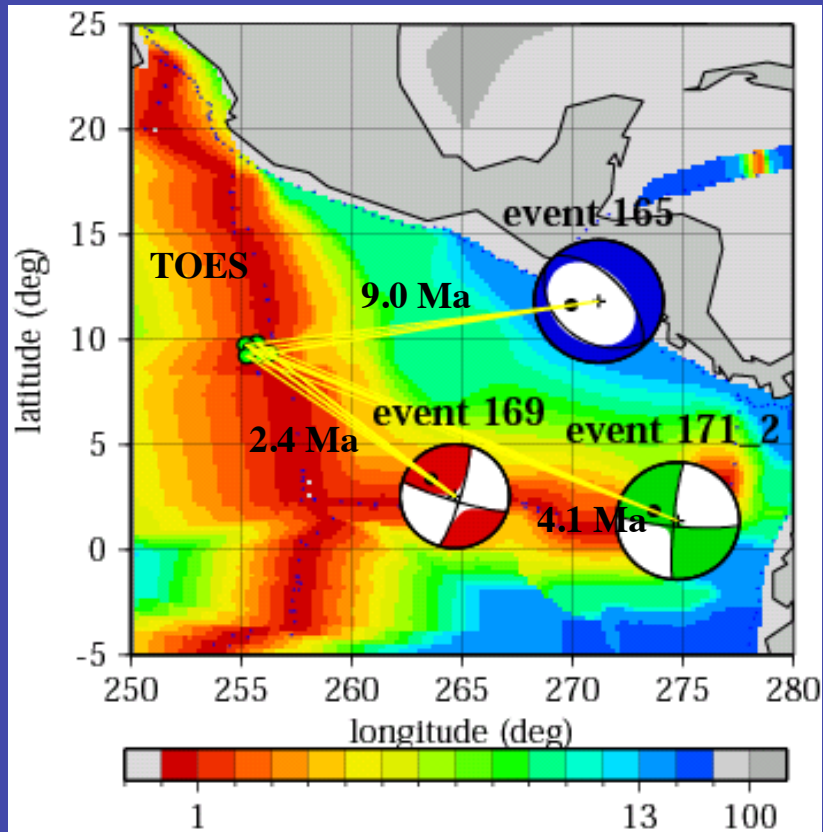 25
20
15
10
5
0
-5
latitude (deg)
TOES
event 165
9.0 Ma
event 169
event 171_2
2.4 Ma
4.1 Ma
250 255 260 265 270 275 280
longitude (deg)
1 13 100